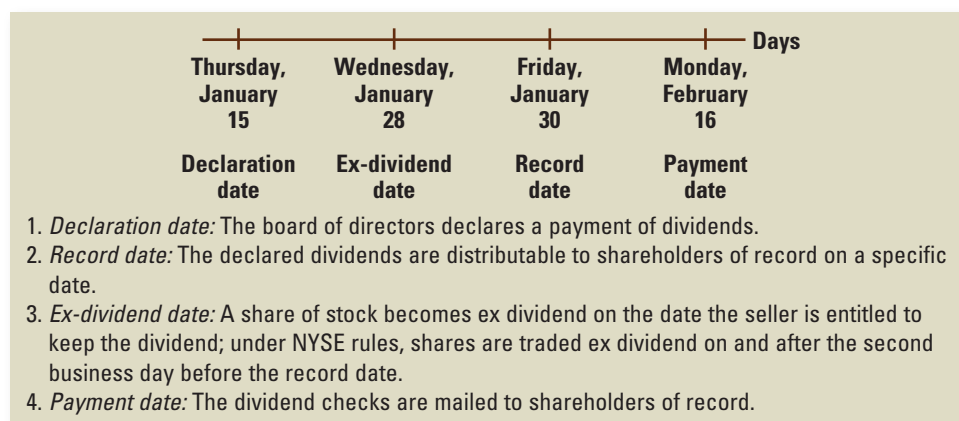 Days
Thursday, January 15
Wednesday, January 28
Friday, January 30
Monday, February 16
Declaration date
Ex-dividend date
Record date
Payment date
1. Declaration date: The board of directors declares a payment of dividends.
2. Record date: The declared dividends are distributable to shareholders of record on a specific
date.
3. Ex-dividend date: A share of stock becomes ex dividend on the date the seller is entitled to
keep the dividend; under NYSE rules, shares are traded ex dividend on and after the second
business day before the record date.
4. Payment date: The dividend checks are mailed to shareholders of record.